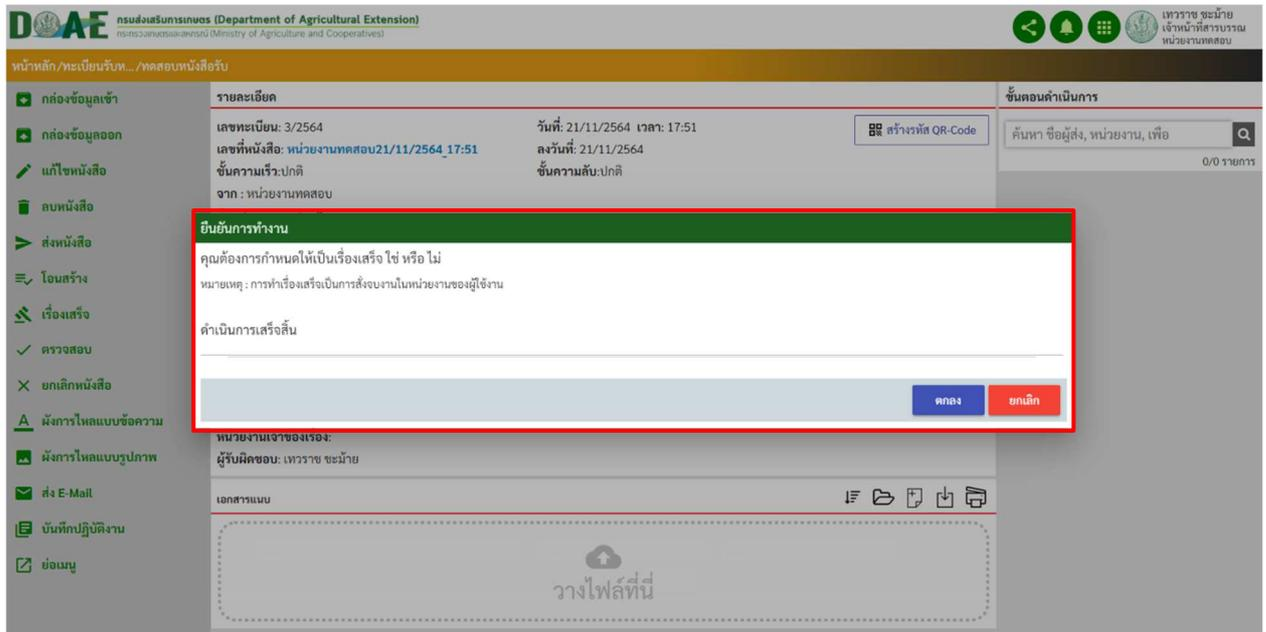 DOAE
กรมส่งเสริมการเกษตร (Department of Agricultural Extension)
กระทรวงเกษตรและสหกรณ์ (Ministry of Agriculture and Cooperatives)
เทวราช ชะม้าย
เจ้าหน้าที่สารบรรณ
หน่วยงานทดสอบ
หน้าหลัก/ทะเบียนรับห.../ทดสอบหนังสือรับ
กล่องข้อมูลเข้า
กล่องข้อมูลออก
แก้ไขหนังสือ
ลบหนังสือ
ส่งหนังสือ
โอนสร้าง
เรื่องเสร็จ
ตรวจสอบ
ยกเลิกหนังสือ
A ผังการไหลแบบข้อความ
ผังการไหลแบบรูปภาพ
ส่ง E-Mail
บันทึกปฏิบัติงาน
ย่อเมนู
รายละเอียด
เลขทะเบียน: 3/2564 วันที่: 21/11/2564 เวลา: 17:51
สร้างรหัส QR-Code
เลขที่หนังสือ: หน่วยงานทดสอบ21/11/2564_17:51 ลงวันที่: 21/11/2564
ชั้นความเร็ว:ปกติ ชั้นความลับ:ปกติ
จาก : หน่วยงานทดสอบ
ยืนยันการทำงาน
คุณต้องการกำหนดให้เป็นเรื่องเสร็จ ใช่ หรือ ไม่
หมายเหตุ : การทำเรื่องเสร็จเป็นการสั่งจบงานในหน่วยงานของผู้ใช้งาน
ดำเนินการเสร็จสิ้น
ตกลง ยกเลิก
หน่วยงานเจ้าของเรื่อง:
ผู้รับผิดชอบ: เทวราช ชะม้าย
เอกสารแนบ
วางไฟล์ที่นี่
ขั้นตอนดำเนินการ
ค้นหา ชื่อผู้ส่ง, หน่วยงาน, เพื่อ
0/0 รายการ